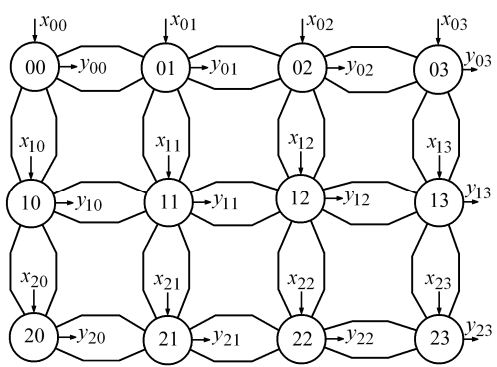 x00 x01 x02 x03
00 y00 01 y01 02 y02 03 y03
x10 x11 x12 x13
10 y10 11 y11 12 y12 13 y13
x20 x21 x22 x23
20 y20 21 y21 22 y22 23 y23